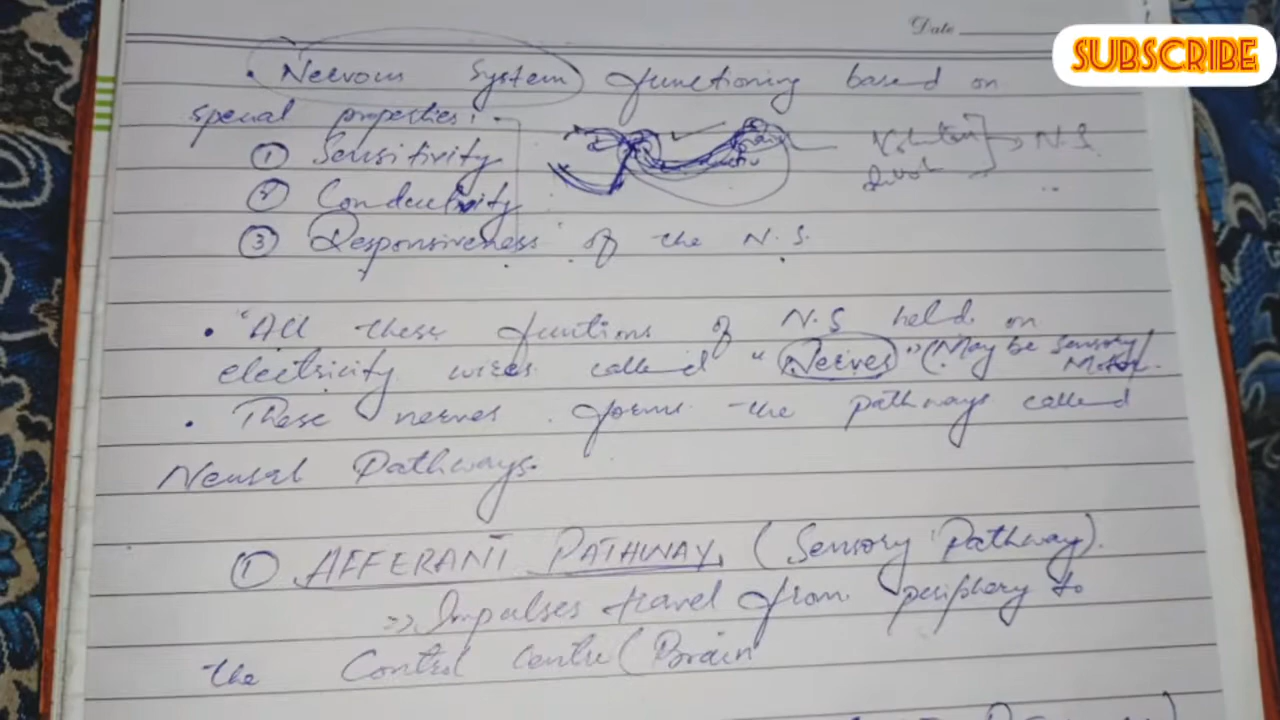 Date
SUBSCRIBE
• Nervous System functioning based on
special properties:-
① Sensitivity
② Conductivity
③ Responsiveness of the N.S.
N.S
• "All these functions of N.S held on
electricity wires called "Nerves" (May be Sensory/
Motor.
• These nerves forms the pathways called
Neural Pathways.
① AFFERANT PATHWAY, (Sensory Pathway).
>> Impulses travel from periphery to
the Control Centre (Brain